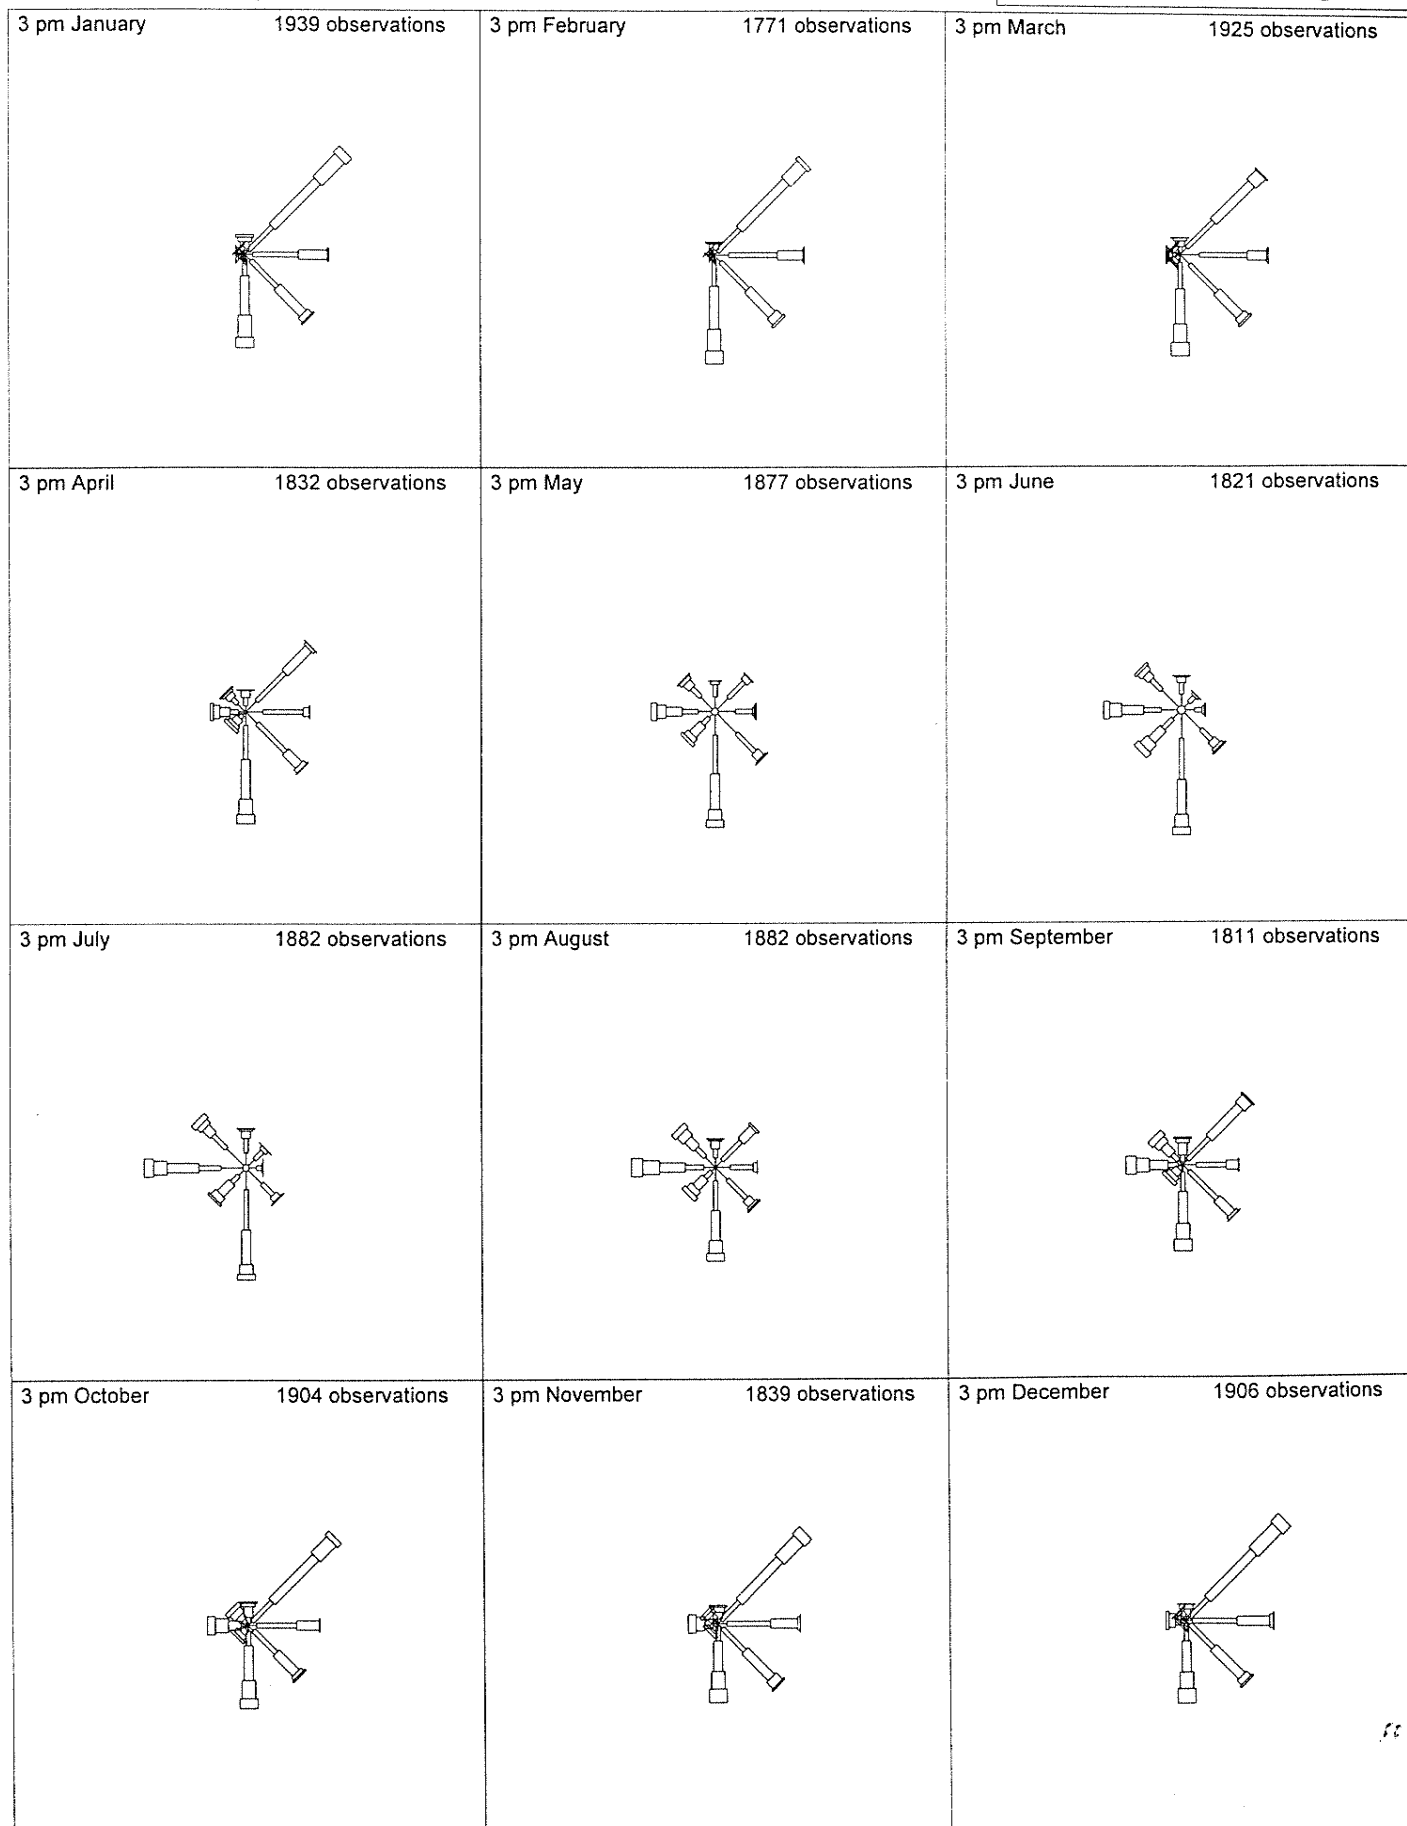 3 pm January 1939 observations
3 pm February 1771 observations
3 pm March 1925 observations
3 pm April 1832 observations
3 pm May 1877 observations
3 pm June 1821 observations
3 pm July 1882 observations
3 pm August 1882 observations
3 pm September 1811 observations
3 pm October 1904 observations
3 pm November 1839 observations
3 pm December 1906 observations